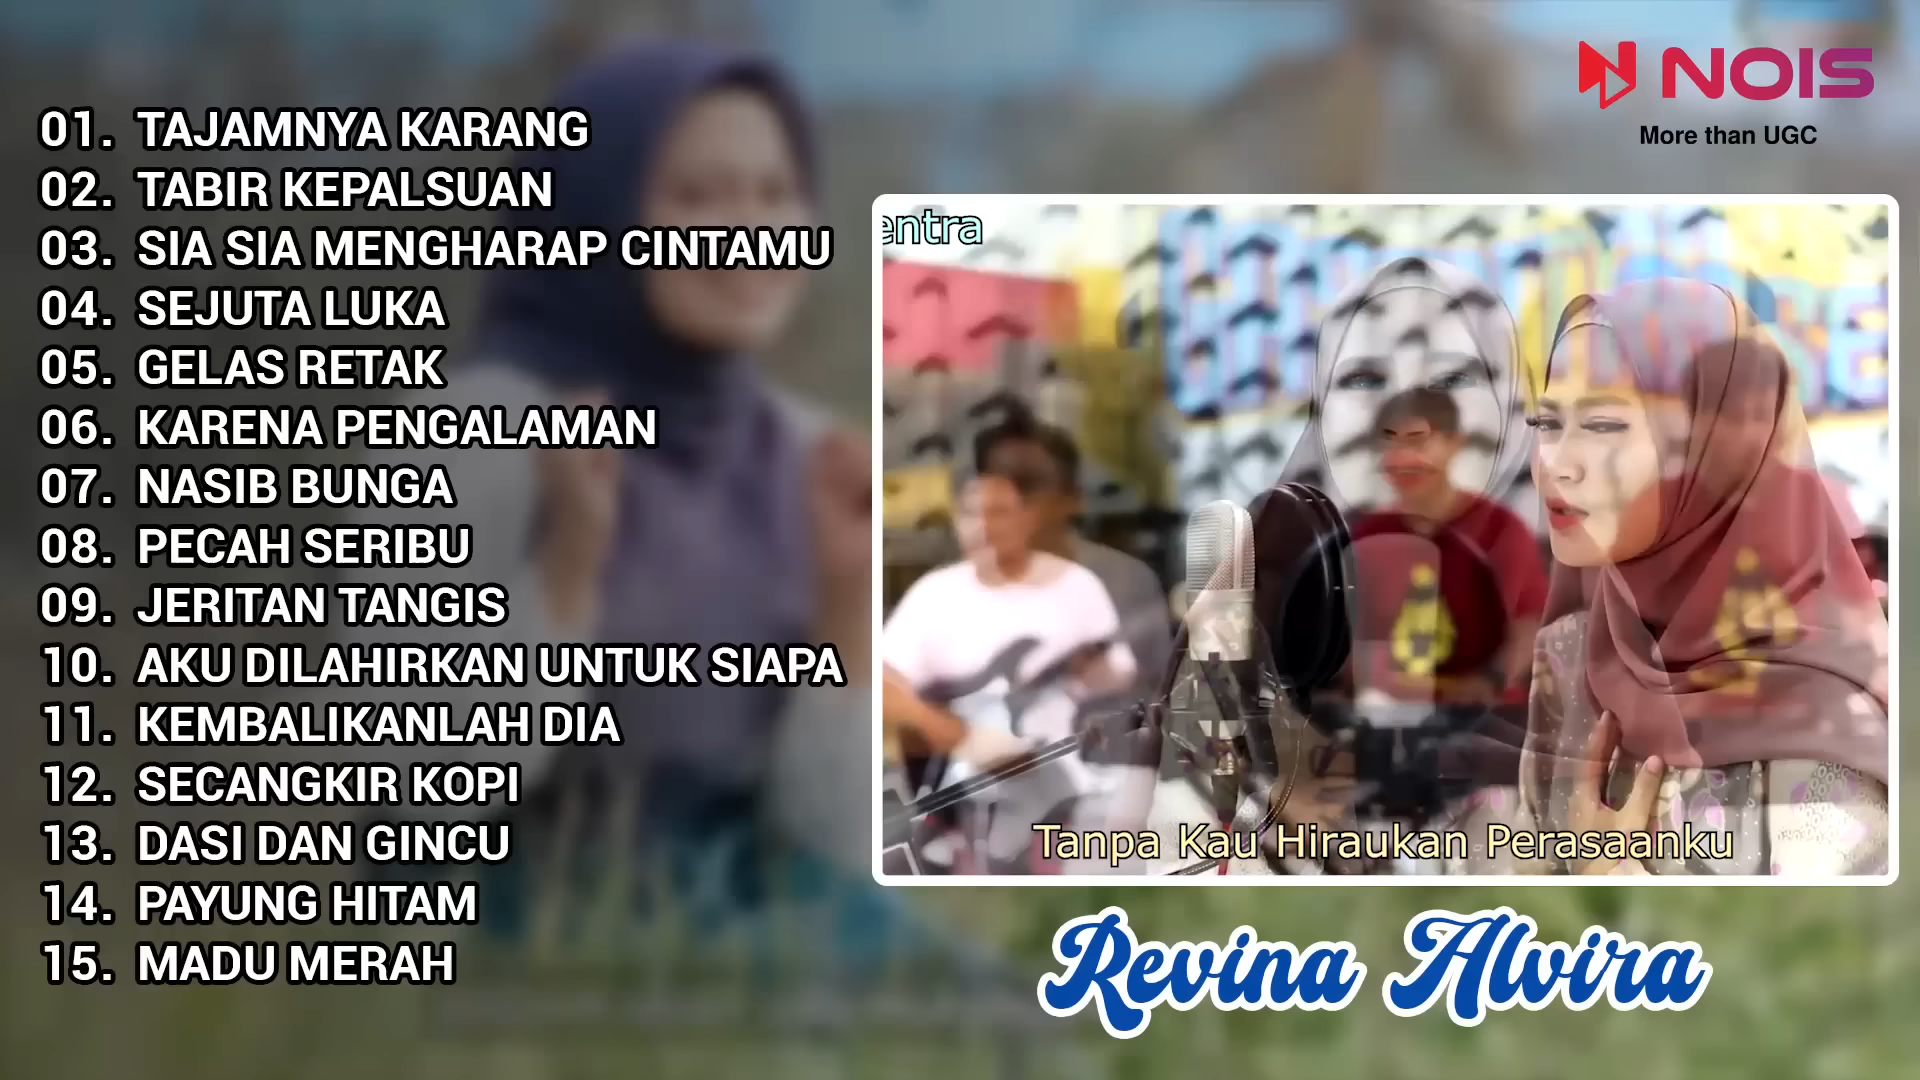 01. TAJAMNYA KARANG
02. TABIR KEPALSUAN
03. SIA SIA MENGHARAP CINTAMU
04. SEJUTA LUKA
05. GELAS RETAK
06. KARENA PENGALAMAN
07. NASIB BUNGA
08. PECAH SERIBU
09. JERITAN TANGIS
10. AKU DILAHIRKAN UNTUK SIAPA
11. KEMBALIKANLAH DIA
12. SECANGKIR KOPI
13. DASI DAN GINCU
14. PAYUNG HITAM
15. MADU MERAH
NOIS
More than UGC
entra
Tanpa Kau Hiraukan Perasaanku
Revina Alvira